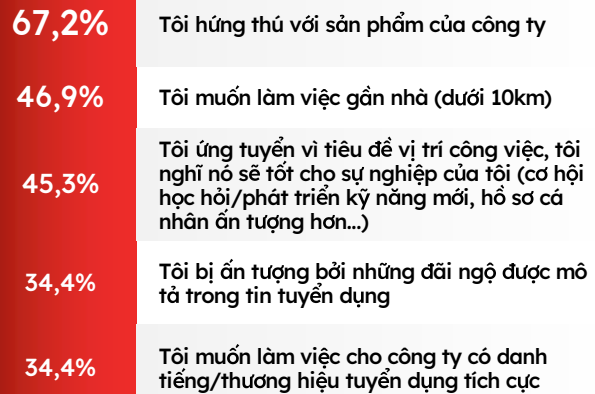 67,2%
Tôi hứng thú với sản phẩm của công ty
46,9%
Tôi muốn làm việc gần nhà (dưới 10km)
45,3%
Tôi ứng tuyển vì tiêu đề vị trí công việc, tôi
nghĩ nó sẽ tốt cho sự nghiệp của tôi (cơ hội
học hỏi/phát triển kỹ năng mới, hồ sơ cá
nhân ấn tượng hơn...)
34,4%
Tôi bị ấn tượng bởi những đãi ngộ được mô
tả trong tin tuyển dụng
34,4%
Tôi muốn làm việc cho công ty có danh
tiếng/thương hiệu tuyển dụng tích cực